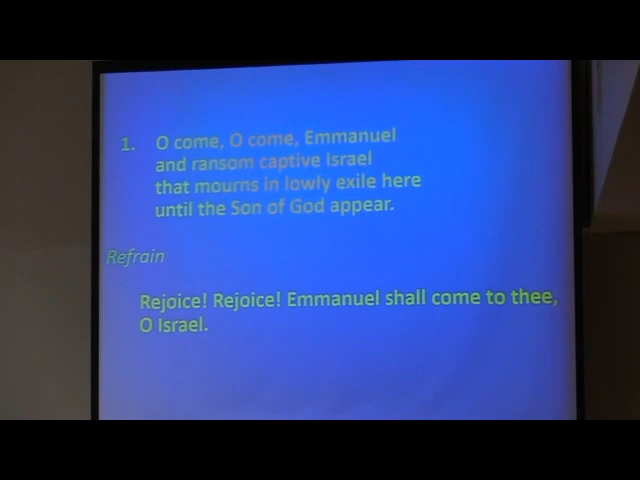 1. O come, O come, Emmanuel
and ransom captive Israel
that mourns in lowly exile here
until the Son of God appear.
Refrain
Rejoice! Rejoice! Emmanuel shall come to thee,
O Israel.